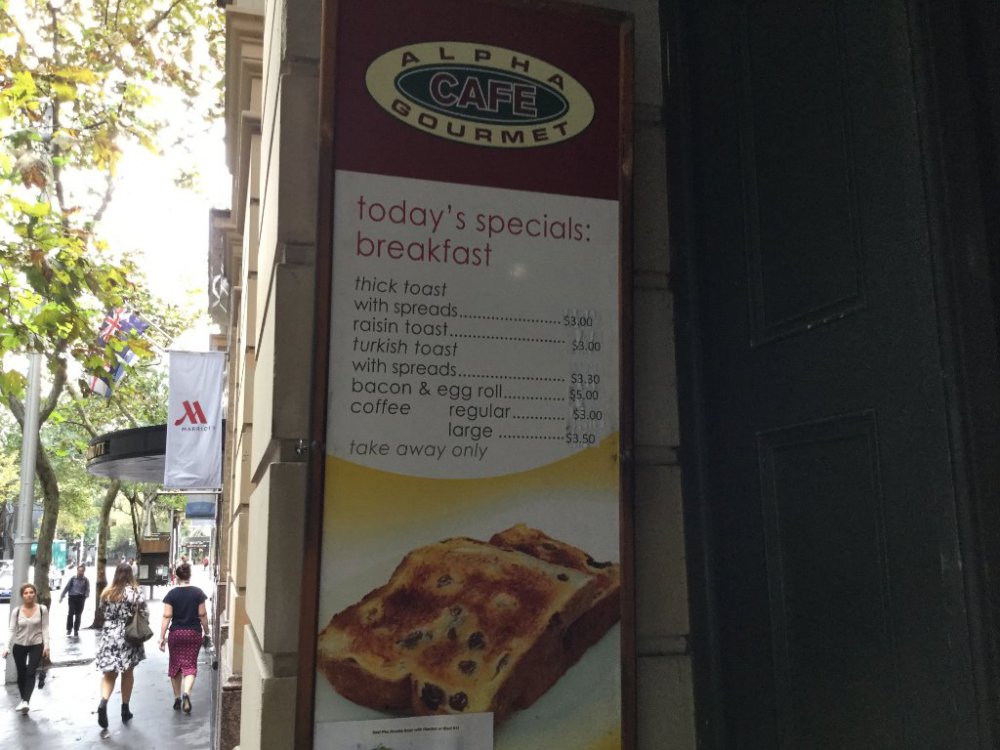 ALPHA
CAFE
GOURMET
today's specials:
breakfast
thick toast
with spreads........................ $3.00
raisin toast........................... $3.00
turkish toast
with spreads........................ $3.30
bacon & egg roll............... $5.00
coffee regular............ $3.00
large ............... $3.50
take away only
MARRIOTT